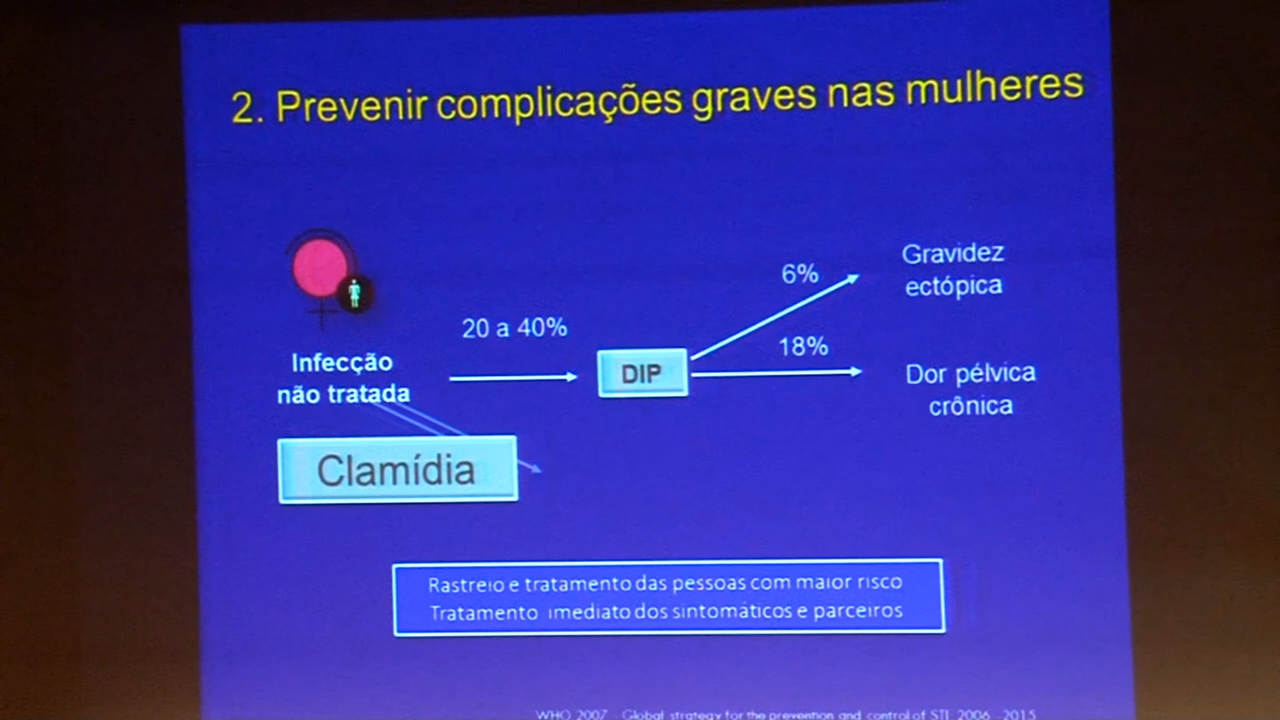 2. Prevenir complicações graves nas mulheres
Gravidez
ectópica
6%
20 a 40%
18%
Infecção
não tratada
DIP
Dor pélvica
crônica
Clamídia
Rastreio e tratamento das pessoas com maior risco
Tratamento imediato dos sintomáticos e parceiros
WHO 2007 Global strategy for the prevention and control of STI 2006 - 2015